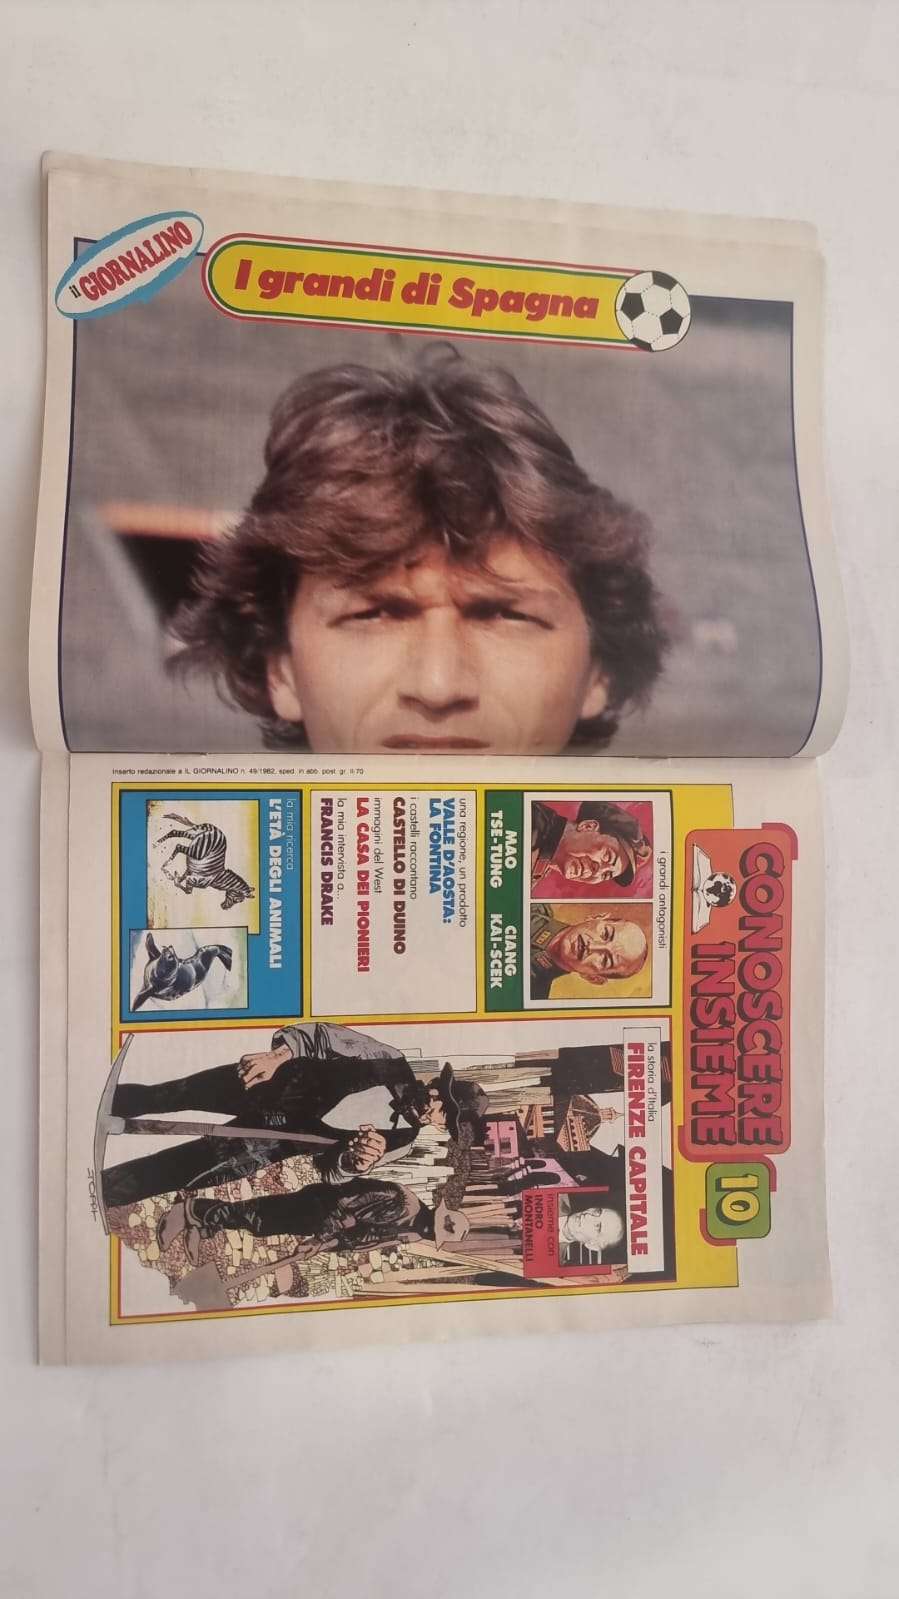 il GIORNALINO
I grandi di Spagna
Inserto redazionale a IL GIORNALINO n. 49/1982, sped. in abb. post. gr. II/70
CONOSCERE
INSIEME
10
i grandi antagonisti
MAO
TSE-TUNG
CIANG
KAI-SCEK
una regione, un prodotto
VALLE D'AOSTA:
LA FONTINA
i castelli raccontano
CASTELLO DI DUINO
immagini del West
LA CASA DEI PIONIERI
la mia intervista a...
FRANCIS DRAKE
la mia ricerca
L'ETÀ DEGLI ANIMALI
la storia d'Italia
FIRENZE CAPITALE
insieme con
INDRO
MONTANELLI